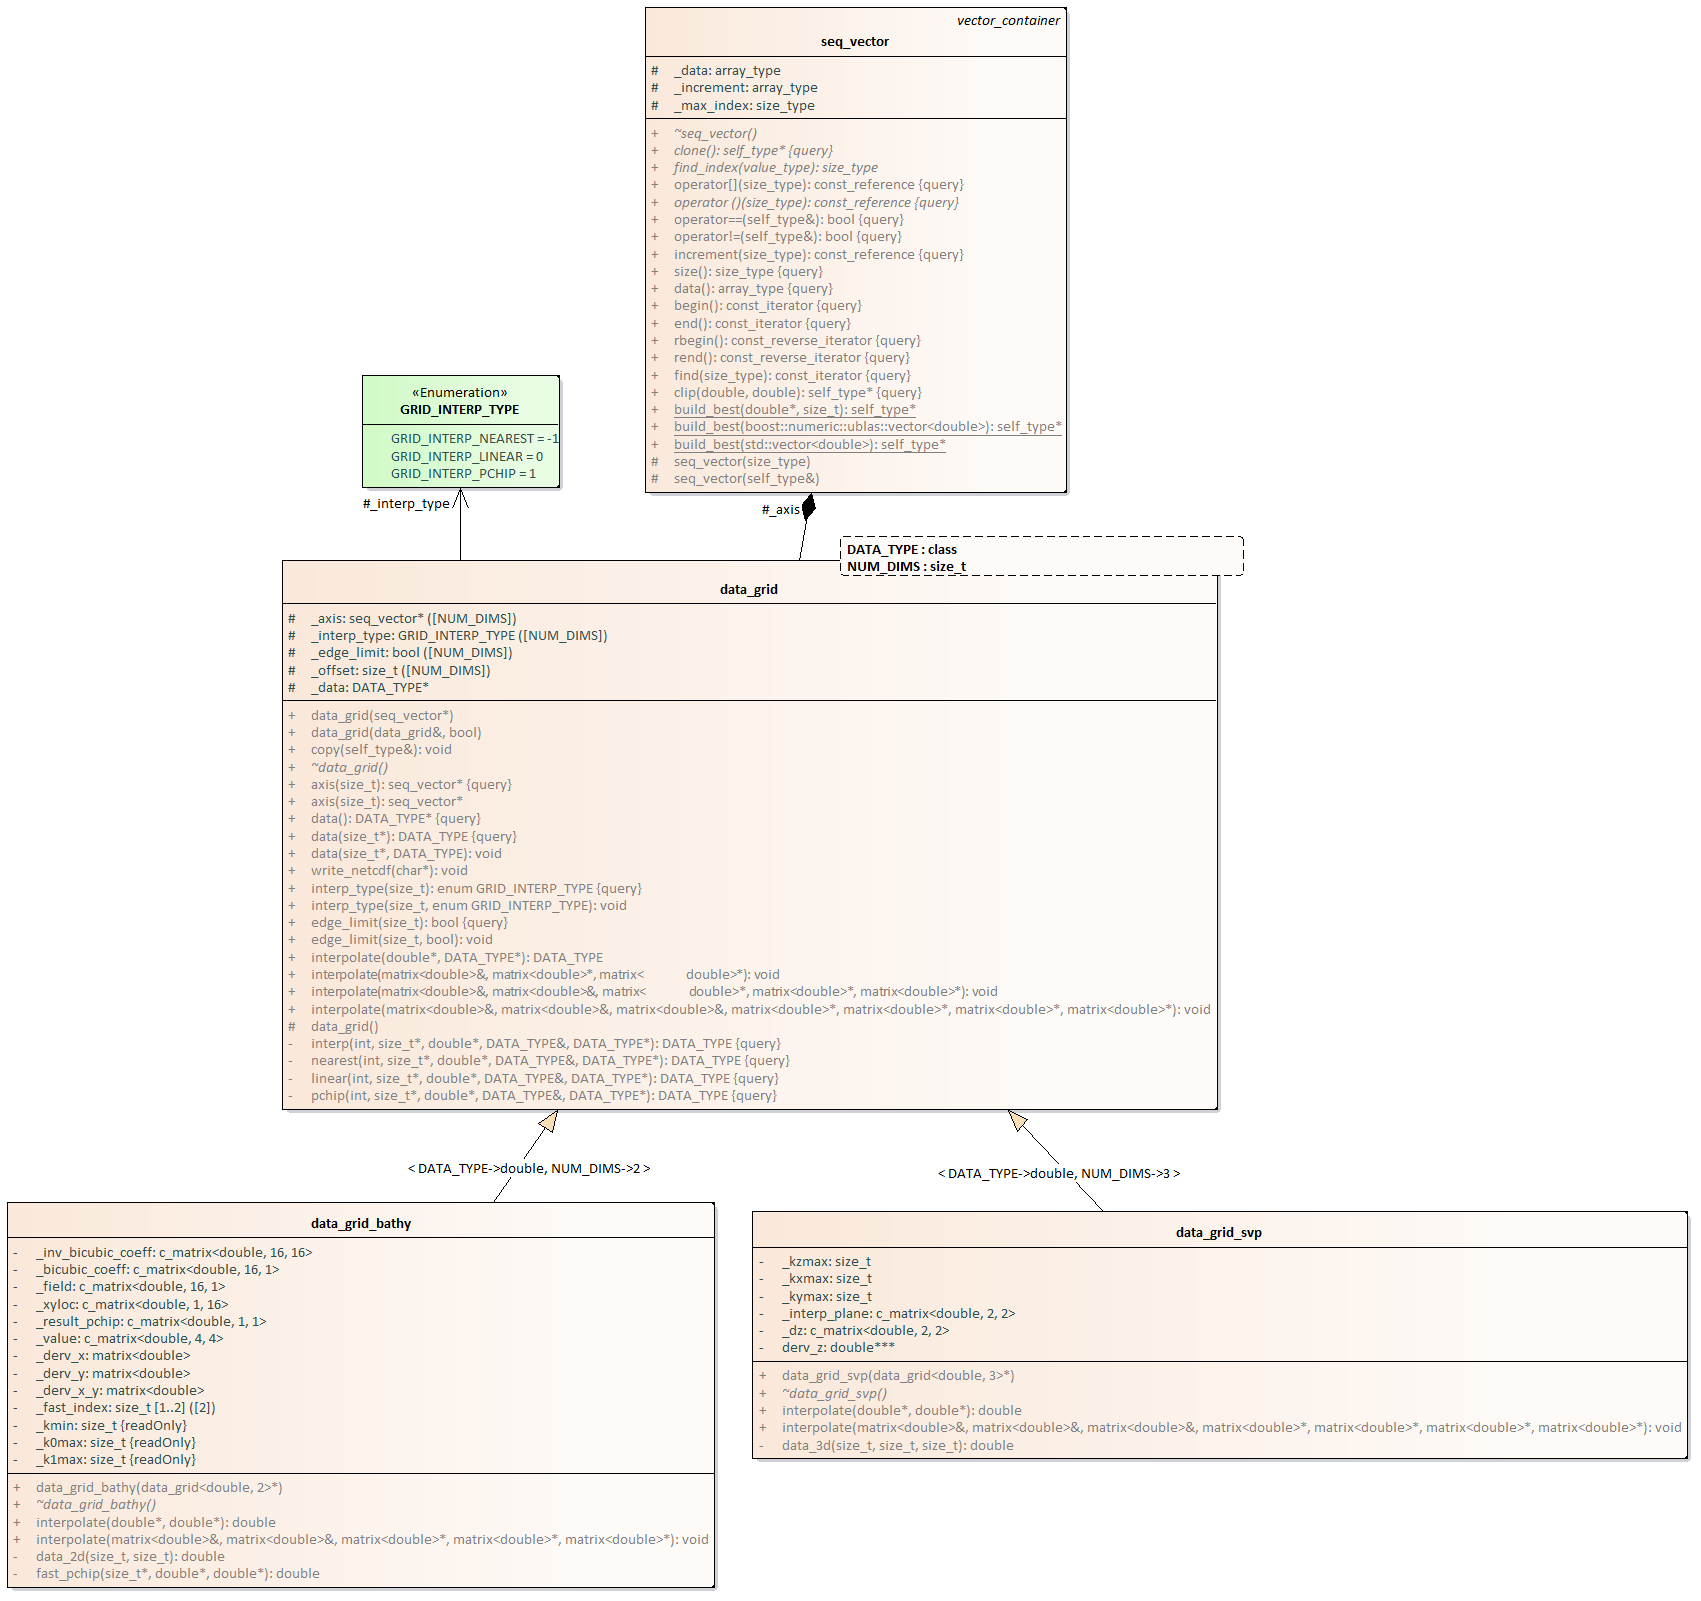 vector_container
seq_vector
# _data: array_type
# _increment: array_type
# _max_index: size_type
+ ~seq_vector()
+ clone(): self_type* {query}
+ find_index(value_type): size_type
+ operator[](size_type): const_reference {query}
+ operator ()(size_type): const_reference {query}
+ operator==(self_type&): bool {query}
+ operator!=(self_type&): bool {query}
+ increment(size_type): const_reference {query}
+ size(): size_type {query}
+ data(): array_type {query}
+ begin(): const_iterator {query}
+ end(): const_iterator {query}
+ rbegin(): const_reverse_iterator {query}
+ rend(): const_reverse_iterator {query}
+ find(size_type): const_iterator {query}
+ clip(double, double): self_type* {query}
+ build_best(double*, size_t): self_type*
+ build_best(boost::numeric::ublas::vector<double>): self_type*
+ build_best(std::vector<double>): self_type*
# seq_vector(size_type)
# seq_vector(self_type&)
«Enumeration»
GRID_INTERP_TYPE
GRID_INTERP_NEAREST = -1
GRID_INTERP_LINEAR = 0
GRID_INTERP_PCHIP = 1
#_interp_type
#_axis
DATA_TYPE : class
NUM_DIMS : size_t
data_grid
# _axis: seq_vector* ([NUM_DIMS])
# _interp_type: GRID_INTERP_TYPE ([NUM_DIMS])
# _edge_limit: bool ([NUM_DIMS])
# _offset: size_t ([NUM_DIMS])
# _data: DATA_TYPE*
+ data_grid(seq_vector*)
+ data_grid(data_grid&, bool)
+ copy(self_type&): void
+ ~data_grid()
+ axis(size_t): seq_vector* {query}
+ axis(size_t): seq_vector*
+ data(): DATA_TYPE* {query}
+ data(size_t*): DATA_TYPE {query}
+ data(size_t*, DATA_TYPE): void
+ write_netcdf(char*): void
+ interp_type(size_t): enum GRID_INTERP_TYPE {query}
+ interp_type(size_t, enum GRID_INTERP_TYPE): void
+ edge_limit(size_t): bool {query}
+ edge_limit(size_t, bool): void
+ interpolate(double*, DATA_TYPE*): DATA_TYPE
+ interpolate(matrix<double>&, matrix<double>*, matrix< double>*): void
+ interpolate(matrix<double>&, matrix<double>&, matrix< double>*, matrix<double>*, matrix<double>*): void
+ interpolate(matrix<double>&, matrix<double>&, matrix<double>&, matrix<double>*, matrix<double>*, matrix<double>*, matrix<double>*): void
# data_grid()
- interp(int, size_t*, double*, DATA_TYPE&, DATA_TYPE*): DATA_TYPE {query}
- nearest(int, size_t*, double*, DATA_TYPE&, DATA_TYPE*): DATA_TYPE {query}
- linear(int, size_t*, double*, DATA_TYPE&, DATA_TYPE*): DATA_TYPE {query}
- pchip(int, size_t*, double*, DATA_TYPE&, DATA_TYPE*): DATA_TYPE {query}
< DATA_TYPE->double, NUM_DIMS->2 >
< DATA_TYPE->double, NUM_DIMS->3 >
data_grid_bathy
- _inv_bicubic_coeff: c_matrix<double, 16, 16>
- _bicubic_coeff: c_matrix<double, 16, 1>
- _field: c_matrix<double, 16, 1>
- _xyloc: c_matrix<double, 1, 16>
- _result_pchip: c_matrix<double, 1, 1>
- _value: c_matrix<double, 4, 4>
- _derv_x: matrix<double>
- _derv_y: matrix<double>
- _derv_x_y: matrix<double>
- _fast_index: size_t [1..2] ([2])
- _kmin: size_t {readOnly}
- _k0max: size_t {readOnly}
- _k1max: size_t {readOnly}
+ data_grid_bathy(data_grid<double, 2>*)
+ ~data_grid_bathy()
+ interpolate(double*, double*): double
+ interpolate(matrix<double>&, matrix<double>&, matrix<double>*, matrix<double>*, matrix<double>*): void
- data_2d(size_t, size_t): double
- fast_pchip(size_t*, double*, double*): double
data_grid_svp
- _kzmax: size_t
- _kxmax: size_t
- _kymax: size_t
- _interp_plane: c_matrix<double, 2, 2>
- _dz: c_matrix<double, 2, 2>
- derv_z: double***
+ data_grid_svp(data_grid<double, 3>*)
+ ~data_grid_svp()
+ interpolate(double*, double*): double
+ interpolate(matrix<double>&, matrix<double>&, matrix<double>&, matrix<double>*, matrix<double>*, matrix<double>*, matrix<double>*): void
- data_3d(size_t, size_t, size_t): double